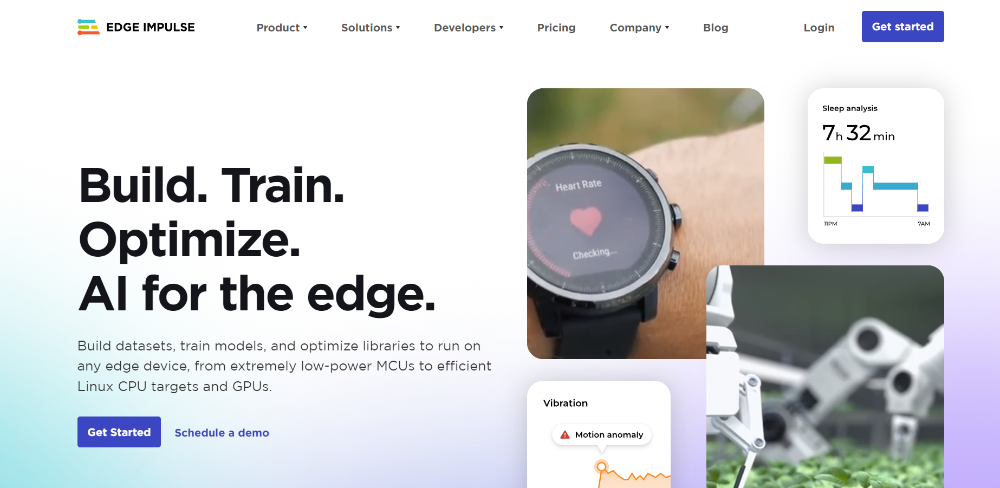 EDGE IMPULSE
Product
Solutions
Developers
Pricing
Company
Blog
Login
Get started
Build. Train.
Optimize.
AI for the edge.
Build datasets, train models, and optimize libraries to run on
any edge device, from extremely low-power MCUs to efficient
Linux CPU targets and GPUs.
Get Started
Schedule a demo
Heart Rate
Checking...
Sleep analysis
7h 32min
11PM
7AM
Vibration
Motion anomaly